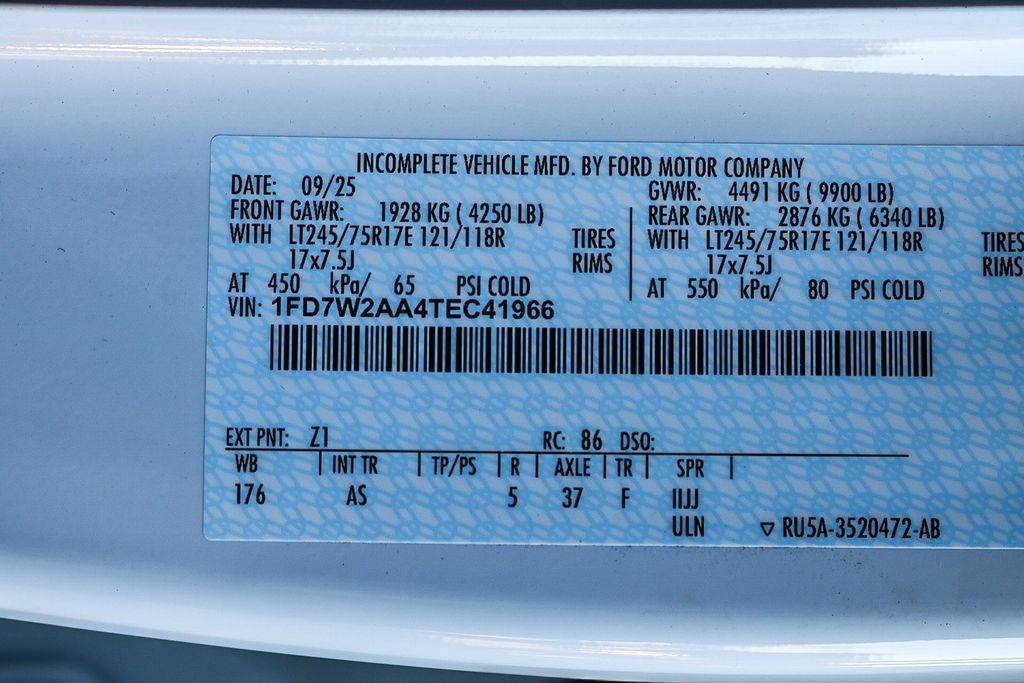 INCOMPLETE VEHICLE MFD. BY FORD MOTOR COMPANY
DATE: 09/25 GVWR: 4491 KG ( 9900 LB)
FRONT GAWR: 1928 KG ( 4250 LB) REAR GAWR: 2876 KG ( 6340 LB)
WITH LT245/75R17E 121/118R TIRES WITH LT245/75R17E 121/118R TIRES
17x7.5J RIMS 17x7.5J RIMS
AT 450 kPa/ 65 PSI COLD AT 550 kPa/ 80 PSI COLD
VIN: 1FD7W2AA4TEC41966
EXT PNT: Z1 RC: 86 DSO:
WB INT TR TP/PS R AXLE TR SPR
176 AS 5 37 F IIJJ
ULN RU5A-3520472-AB